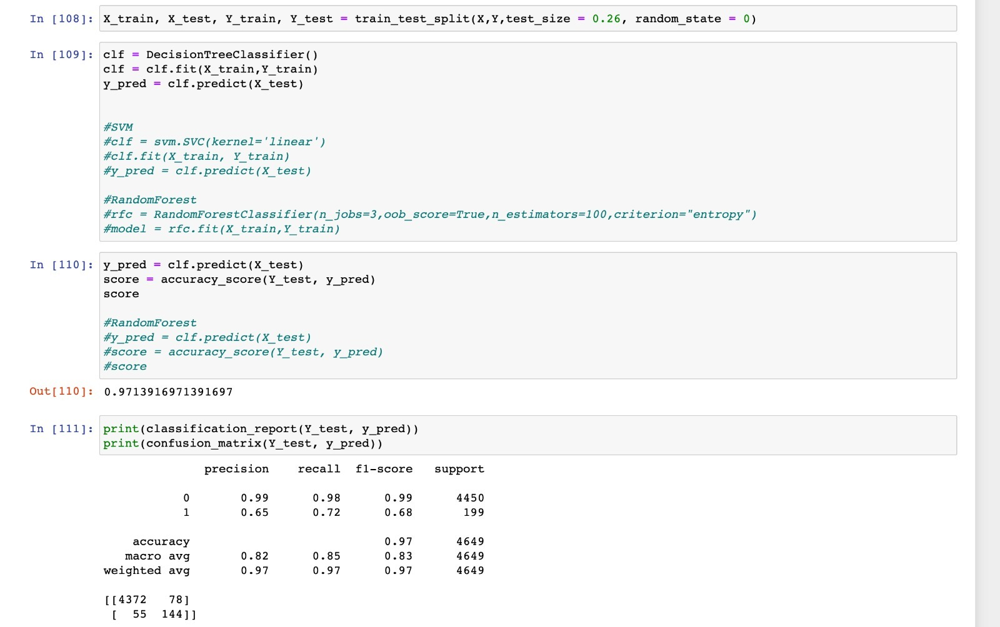 In [108]: X_train, X_test, Y_train, Y_test = train_test_split(X,Y,test_size = 0.26, random_state = 0)
In [109]: clf = DecisionTreeClassifier()
clf = clf.fit(X_train,Y_train)
y_pred = clf.predict(X_test)
#SVM
#clf = svm.SVC(kernel='linear')
#clf.fit(X_train, Y_train)
#y_pred = clf.predict(X_test)
#RandomForest
#rfc = RandomForestClassifier(n_jobs=3,oob_score=True,n_estimators=100,criterion="entropy")
#model = rfc.fit(X_train,Y_train)
In [110]: y_pred = clf.predict(X_test)
score = accuracy_score(Y_test, y_pred)
score
#RandomForest
#y_pred = clf.predict(X_test)
#score = accuracy_score(Y_test, y_pred)
#score
Out[110]: 0.9713916971391697
In [111]: print(classification_report(Y_test, y_pred))
print(confusion_matrix(Y_test, y_pred))
precision recall f1-score support
0 0.99 0.98 0.99 4450
1 0.65 0.72 0.68 199
accuracy 0.97 4649
macro avg 0.82 0.85 0.83 4649
weighted avg 0.97 0.97 0.97 4649
[[4372 78]
[ 55 144]]